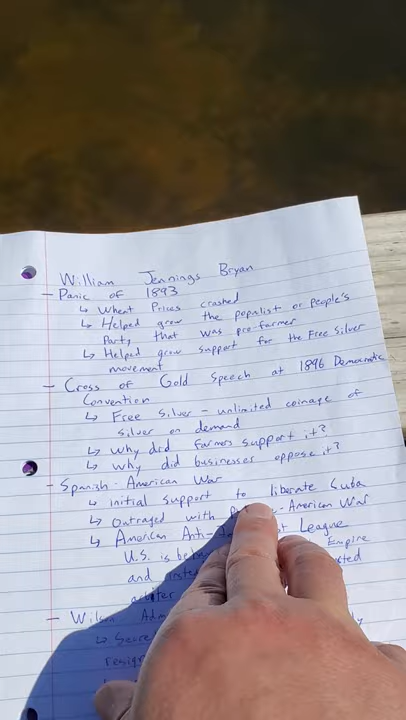 William Jennings Bryan
- Panic of 1893
↳ Wheat Prices crashed
↳ Helped grow the populist or People's
Party that was pro-farmer
↳ Helped grow support for the Free Silver
movement
- Cross of Gold Speech at 1896 Democratic
Convention
↳ Free Silver - unlimited coinage of
silver on demand
↳ why did farmers support it?
↳ why did businesses oppose it?
- Spanish-American War
↳ initial support to liberate Cuba
↳ Outraged with -American War
↳ American Anti- League
U.S. is Empire
and
arbiter
- Wilson